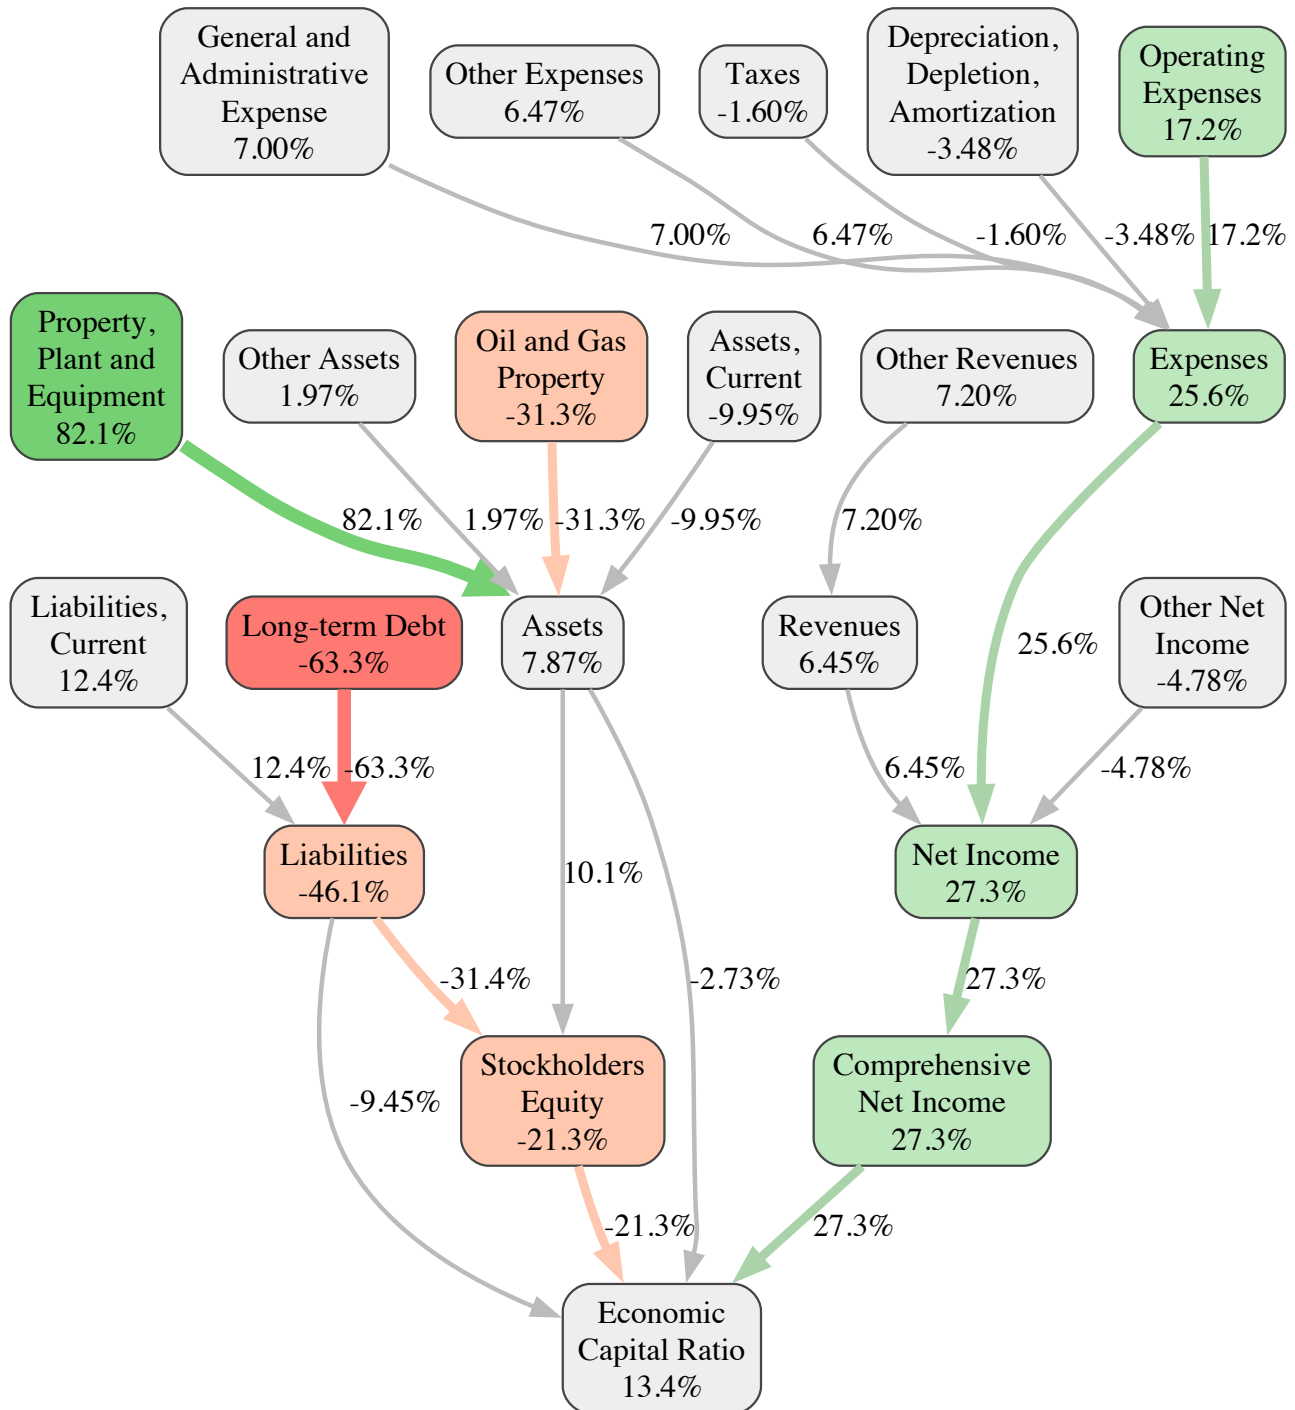 General and
Administrative
Expense
7.00%
Other Expenses
6.47%
Taxes
-1.60%
Depreciation,
Depletion,
Amortization
-3.48%
Operating
Expenses
17.2%
7.00%
6.47%
-1.60%
-3.48%
17.2%
Property,
Plant and
Equipment
82.1%
Other Assets
1.97%
Oil and Gas
Property
-31.3%
Assets,
Current
-9.95%
Other Revenues
7.20%
Expenses
25.6%
82.1%
1.97%
-31.3%
-9.95%
7.20%
Liabilities,
Current
12.4%
Long-term Debt
-63.3%
Assets
7.87%
Revenues
6.45%
25.6%
Other Net
Income
-4.78%
12.4%
-63.3%
6.45%
-4.78%
Liabilities
-46.1%
10.1%
Net Income
27.3%
-31.4%
-2.73%
27.3%
-9.45%
Stockholders
Equity
-21.3%
Comprehensive
Net Income
27.3%
-21.3%
27.3%
Economic
Capital Ratio
13.4%